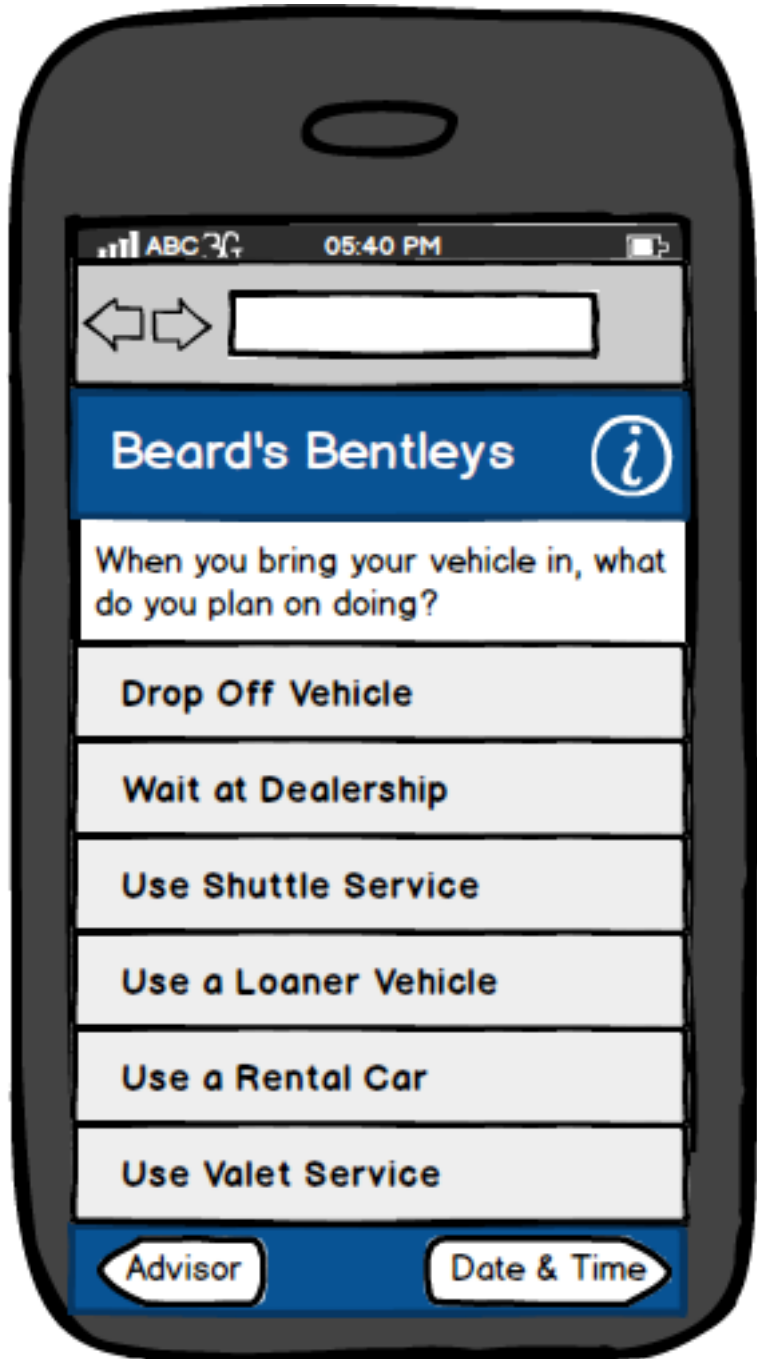 ABC 3G 05:40 PM
Beard's Bentleys
i
When you bring your vehicle in, what
do you plan on doing?
Drop Off Vehicle
Wait at Dealership
Use Shuttle Service
Use a Loaner Vehicle
Use a Rental Car
Use Valet Service
Advisor Date & Time